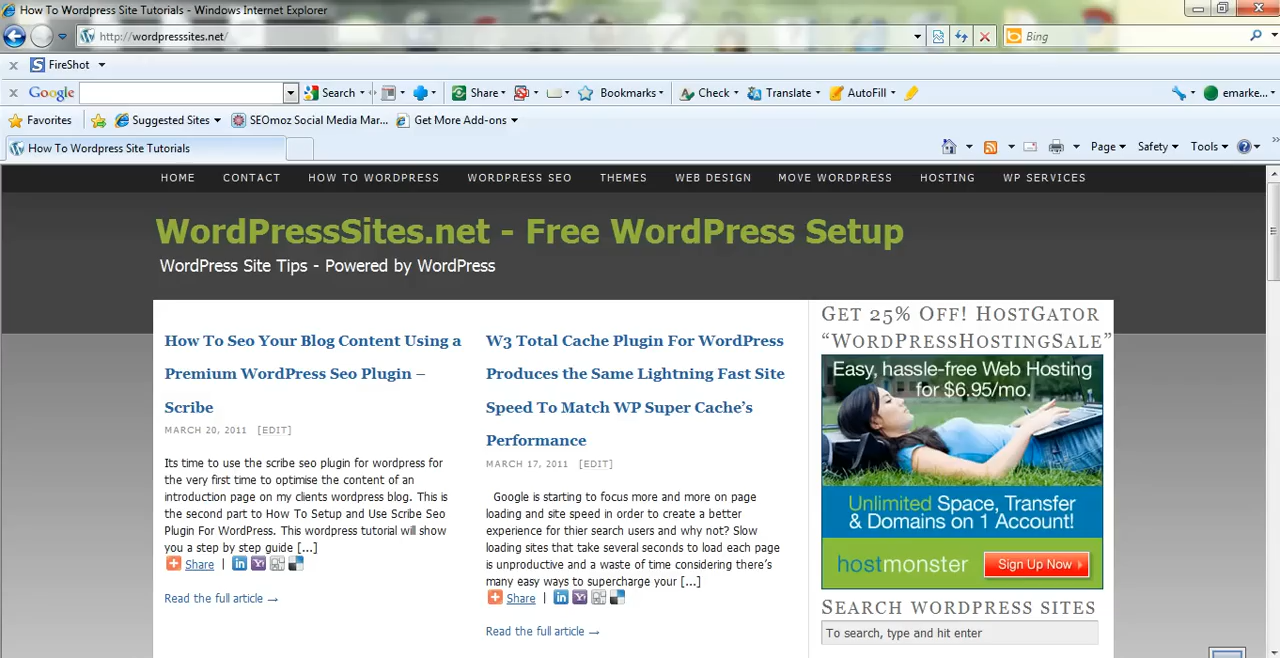 How To Wordpress Site Tutorials - Windows Internet Explorer
http://wordpresssites.net/
Bing
FireShot
Google
Search
Share
Bookmarks
Check
Translate
AutoFill
emarke...
Favorites
Suggested Sites
SEOmoz Social Media Mar...
Get More Add-ons
How To Wordpress Site Tutorials
Page
Safety
Tools
HOME
CONTACT
HOW TO WORDPRESS
WORDPRESS SEO
THEMES
WEB DESIGN
MOVE WORDPRESS
HOSTING
WP SERVICES
WordPressSites.net - Free WordPress Setup
WordPress Site Tips - Powered by WordPress
How To Seo Your Blog Content Using a
Premium WordPress Seo Plugin –
Scribe
MARCH 20, 2011 [EDIT]
Its time to use the scribe seo plugin for wordpress for
the very first time to optimise the content of an
introduction page on my clients wordpress blog. This is
thesecond part to How To Setup And Use Scribe Seo
Plugin For WordPress. This wordpress tutorial will show
you a step by step guide [...]
Share |
Read the full article →
W3 Total Cache Plugin For WordPress
Produces the Same Lightning Fast Site
Speed To Match WP Super Cache's
Performance
MARCH 17, 2011 [EDIT]
Google is starting to focus more and more on page
loading and site speed in order to create a better
experience for thier search users and why not? Slow
loading sites that take several seconds to load each page
is unproductive and a waste of time considering there's
many easy ways to supercharge your [...]
Share |
Read the full article →
Get 25% Off! HostGator
“WordPressHostingSale”
Easy, hassle-free Web Hosting
for $6.95/mo.
Unlimited Space, Transfer
& Domains on 1 Account!
hostmonster
Sign Up Now
Search wordpress sites
To search, type and hit enter